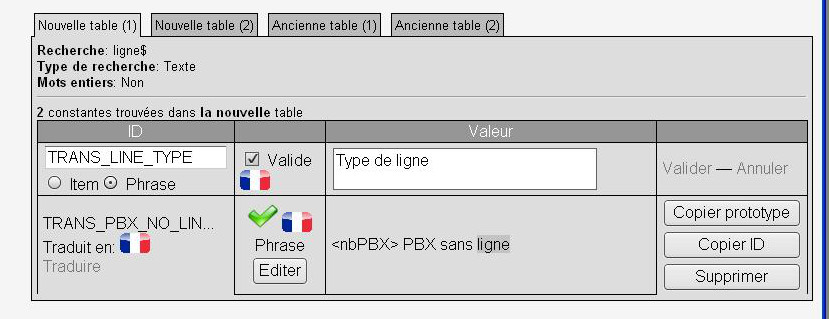 Nouvelle table (1) Nouvelle table (2) Ancienne table (1) Ancienne table (2)
Recherche: ligne$
Type de recherche: Texte
Mots entiers: Non
2 constantes trouvées dans la nouvelle table
ID Valeur
TRANS_LINE_TYPE Valide Type de ligne Valider — Annuler
Item Phrase
TRANS_PBX_NO_LIN...
Traduit en:
Traduire
Phrase
Editer
<nbPBX> PBX sans ligne
Copier prototype
Copier ID
Supprimer